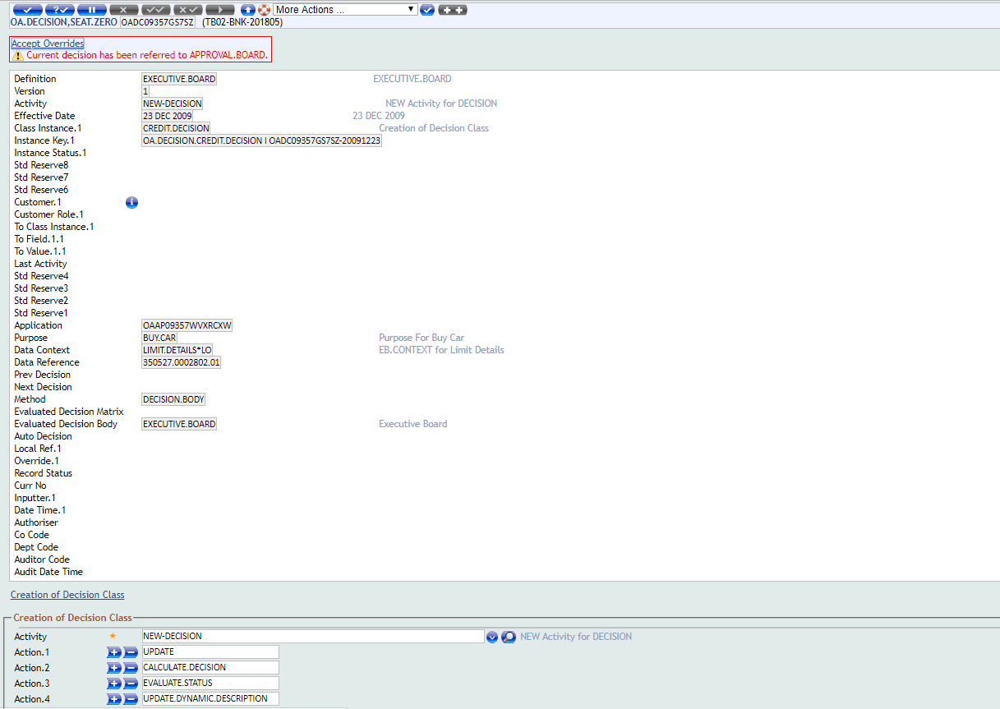 More Actions ...
OA.DECISION,SEAT.ZERO OADC09357GS7SZ (TB02-BNK-201805)
Accept Overrides
Current decision has been referred to APPROVAL.BOARD.
Definition EXECUTIVE.BOARD EXECUTIVE.BOARD
Version 1
Activity NEW-DECISION NEW Activity for DECISION
Effective Date 23 DEC 2009 23 DEC 2009
Class Instance.1 CREDIT.DECISION Creation of Decision Class
Instance Key.1 OA.DECISION.CREDIT.DECISION I OADC09357GS7SZ-20091223
Instance Status.1
Std Reserve8
Std Reserve7
Std Reserve6
Customer.1
Customer Role.1
To Class Instance.1
To Field.1.1
To Value.1.1
Last Activity
Std Reserve4
Std Reserve3
Std Reserve2
Std Reserve1
Application OAAP09357WVXRCXW
Purpose BUY.CAR Purpose For Buy Car
Data Context LIMIT.DETAILS*LO EB.CONTEXT for Limit Details
Data Reference 350527.0002802.01
Prev Decision
Next Decision
Method DECISION.BODY
Evaluated Decision Matrix
Evaluated Decision Body EXECUTIVE.BOARD Executive Board
Auto Decision
Local Ref.1
Override.1
Record Status
Curr No
Inputter.1
Date Time.1
Authoriser
Co Code
Dept Code
Auditor Code
Audit Date Time
Creation of Decision Class
Creation of Decision Class
Activity * NEW-DECISION NEW Activity for DECISION
Action.1 UPDATE
Action.2 CALCULATE.DECISION
Action.3 EVALUATE.STATUS
Action.4 UPDATE.DYNAMIC.DESCRIPTION